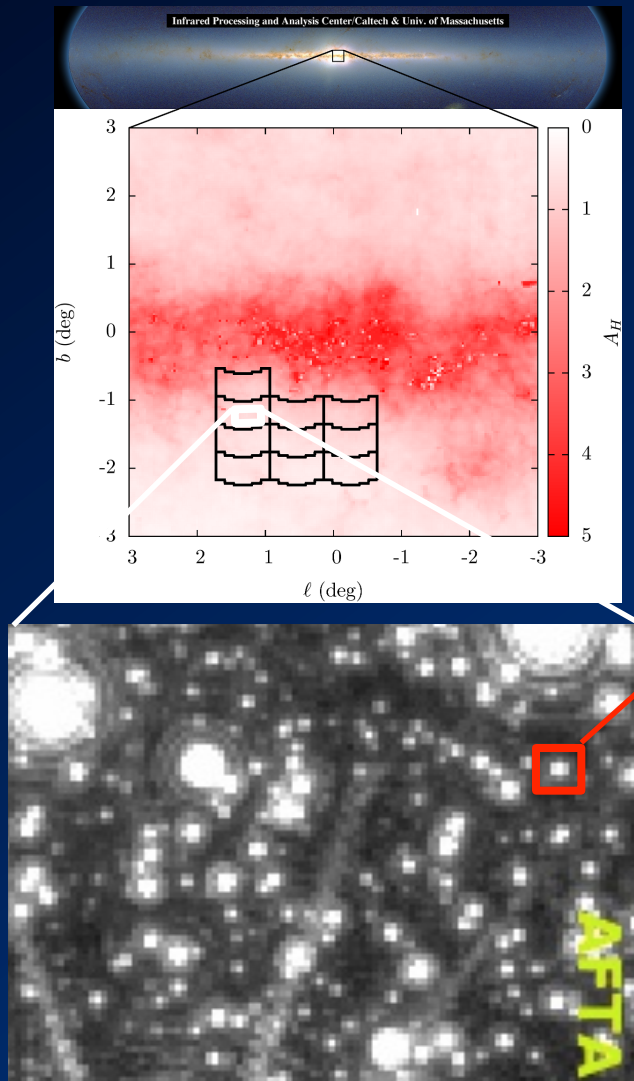 Infrared Processing and Analysis Center/Caltech & Univ. of Massachusetts
3
2
1
0
-1
-2
-3
b (deg)
3 2 1 0 -1 -2 -3
ℓ (deg)
0
1
2
3
4
5
A_H
AFTA